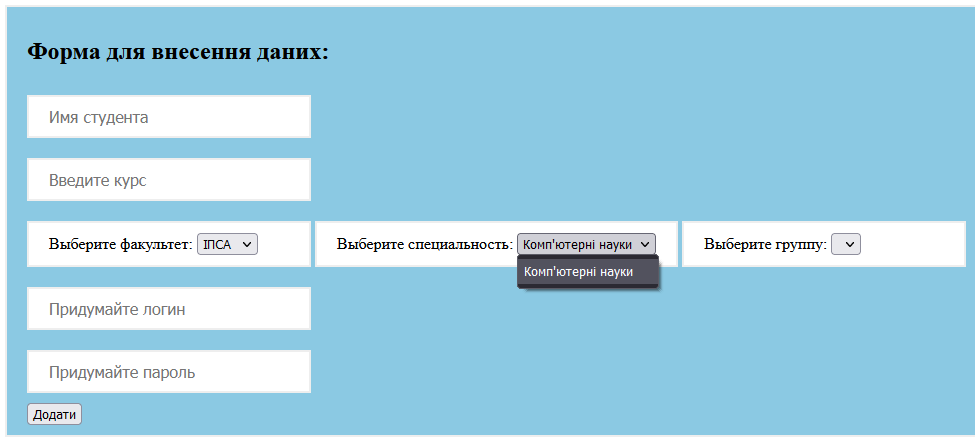 Форма для внесення даних:
Имя студента
Введите курс
Выберите факультет: ІПСА Выберите специальность: Комп'ютерні науки Выберите группу:
Комп'ютерні науки
Придумайте логин
Придумайте пароль
Додати